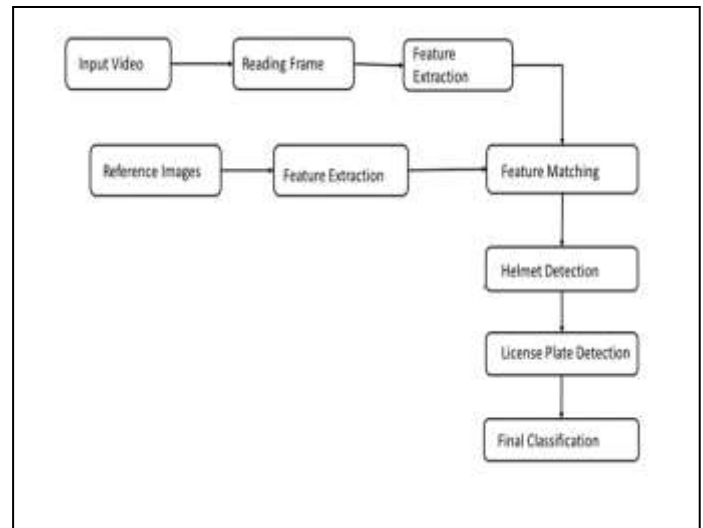 Input Video
Reading Frame
Feature
Extraction
Reference Images
Feature Extraction
Feature Matching
Helmet Detection
License Plate Detection
Final Classification